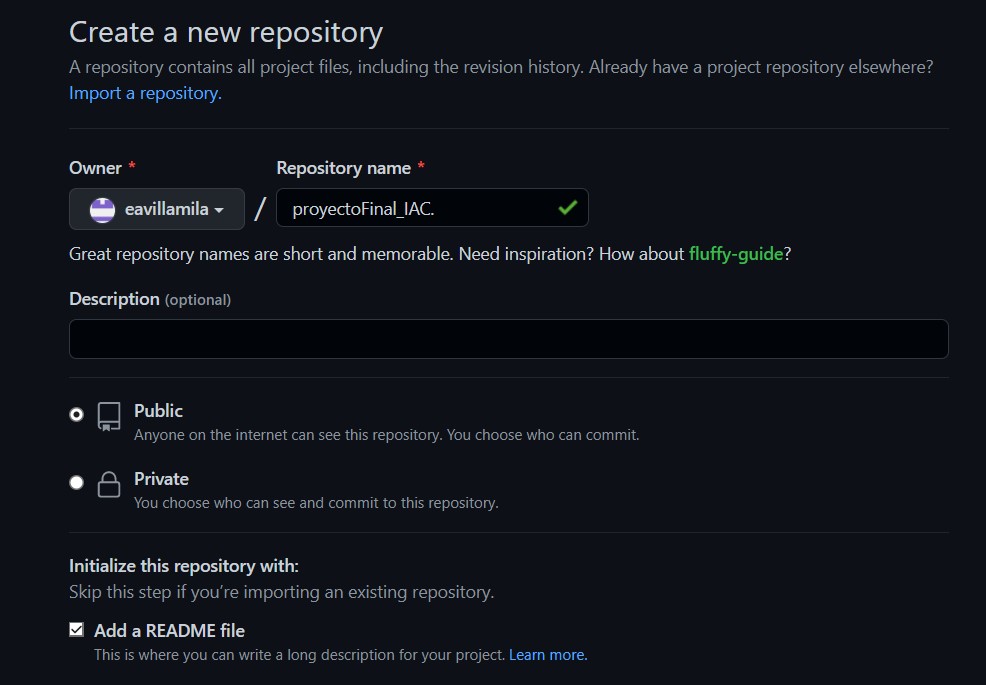 Create a new repository
A repository contains all project files, including the revision history. Already have a project repository elsewhere?
Import a repository.
Owner * Repository name *
eavillamila / proyectoFinal_IAC.
Great repository names are short and memorable. Need inspiration? How about fluffy-guide?
Description (optional)
Public
Anyone on the internet can see this repository. You choose who can commit.
Private
You choose who can see and commit to this repository.
Initialize this repository with:
Skip this step if you’re importing an existing repository.
Add a README file
This is where you can write a long description for your project. Learn more.